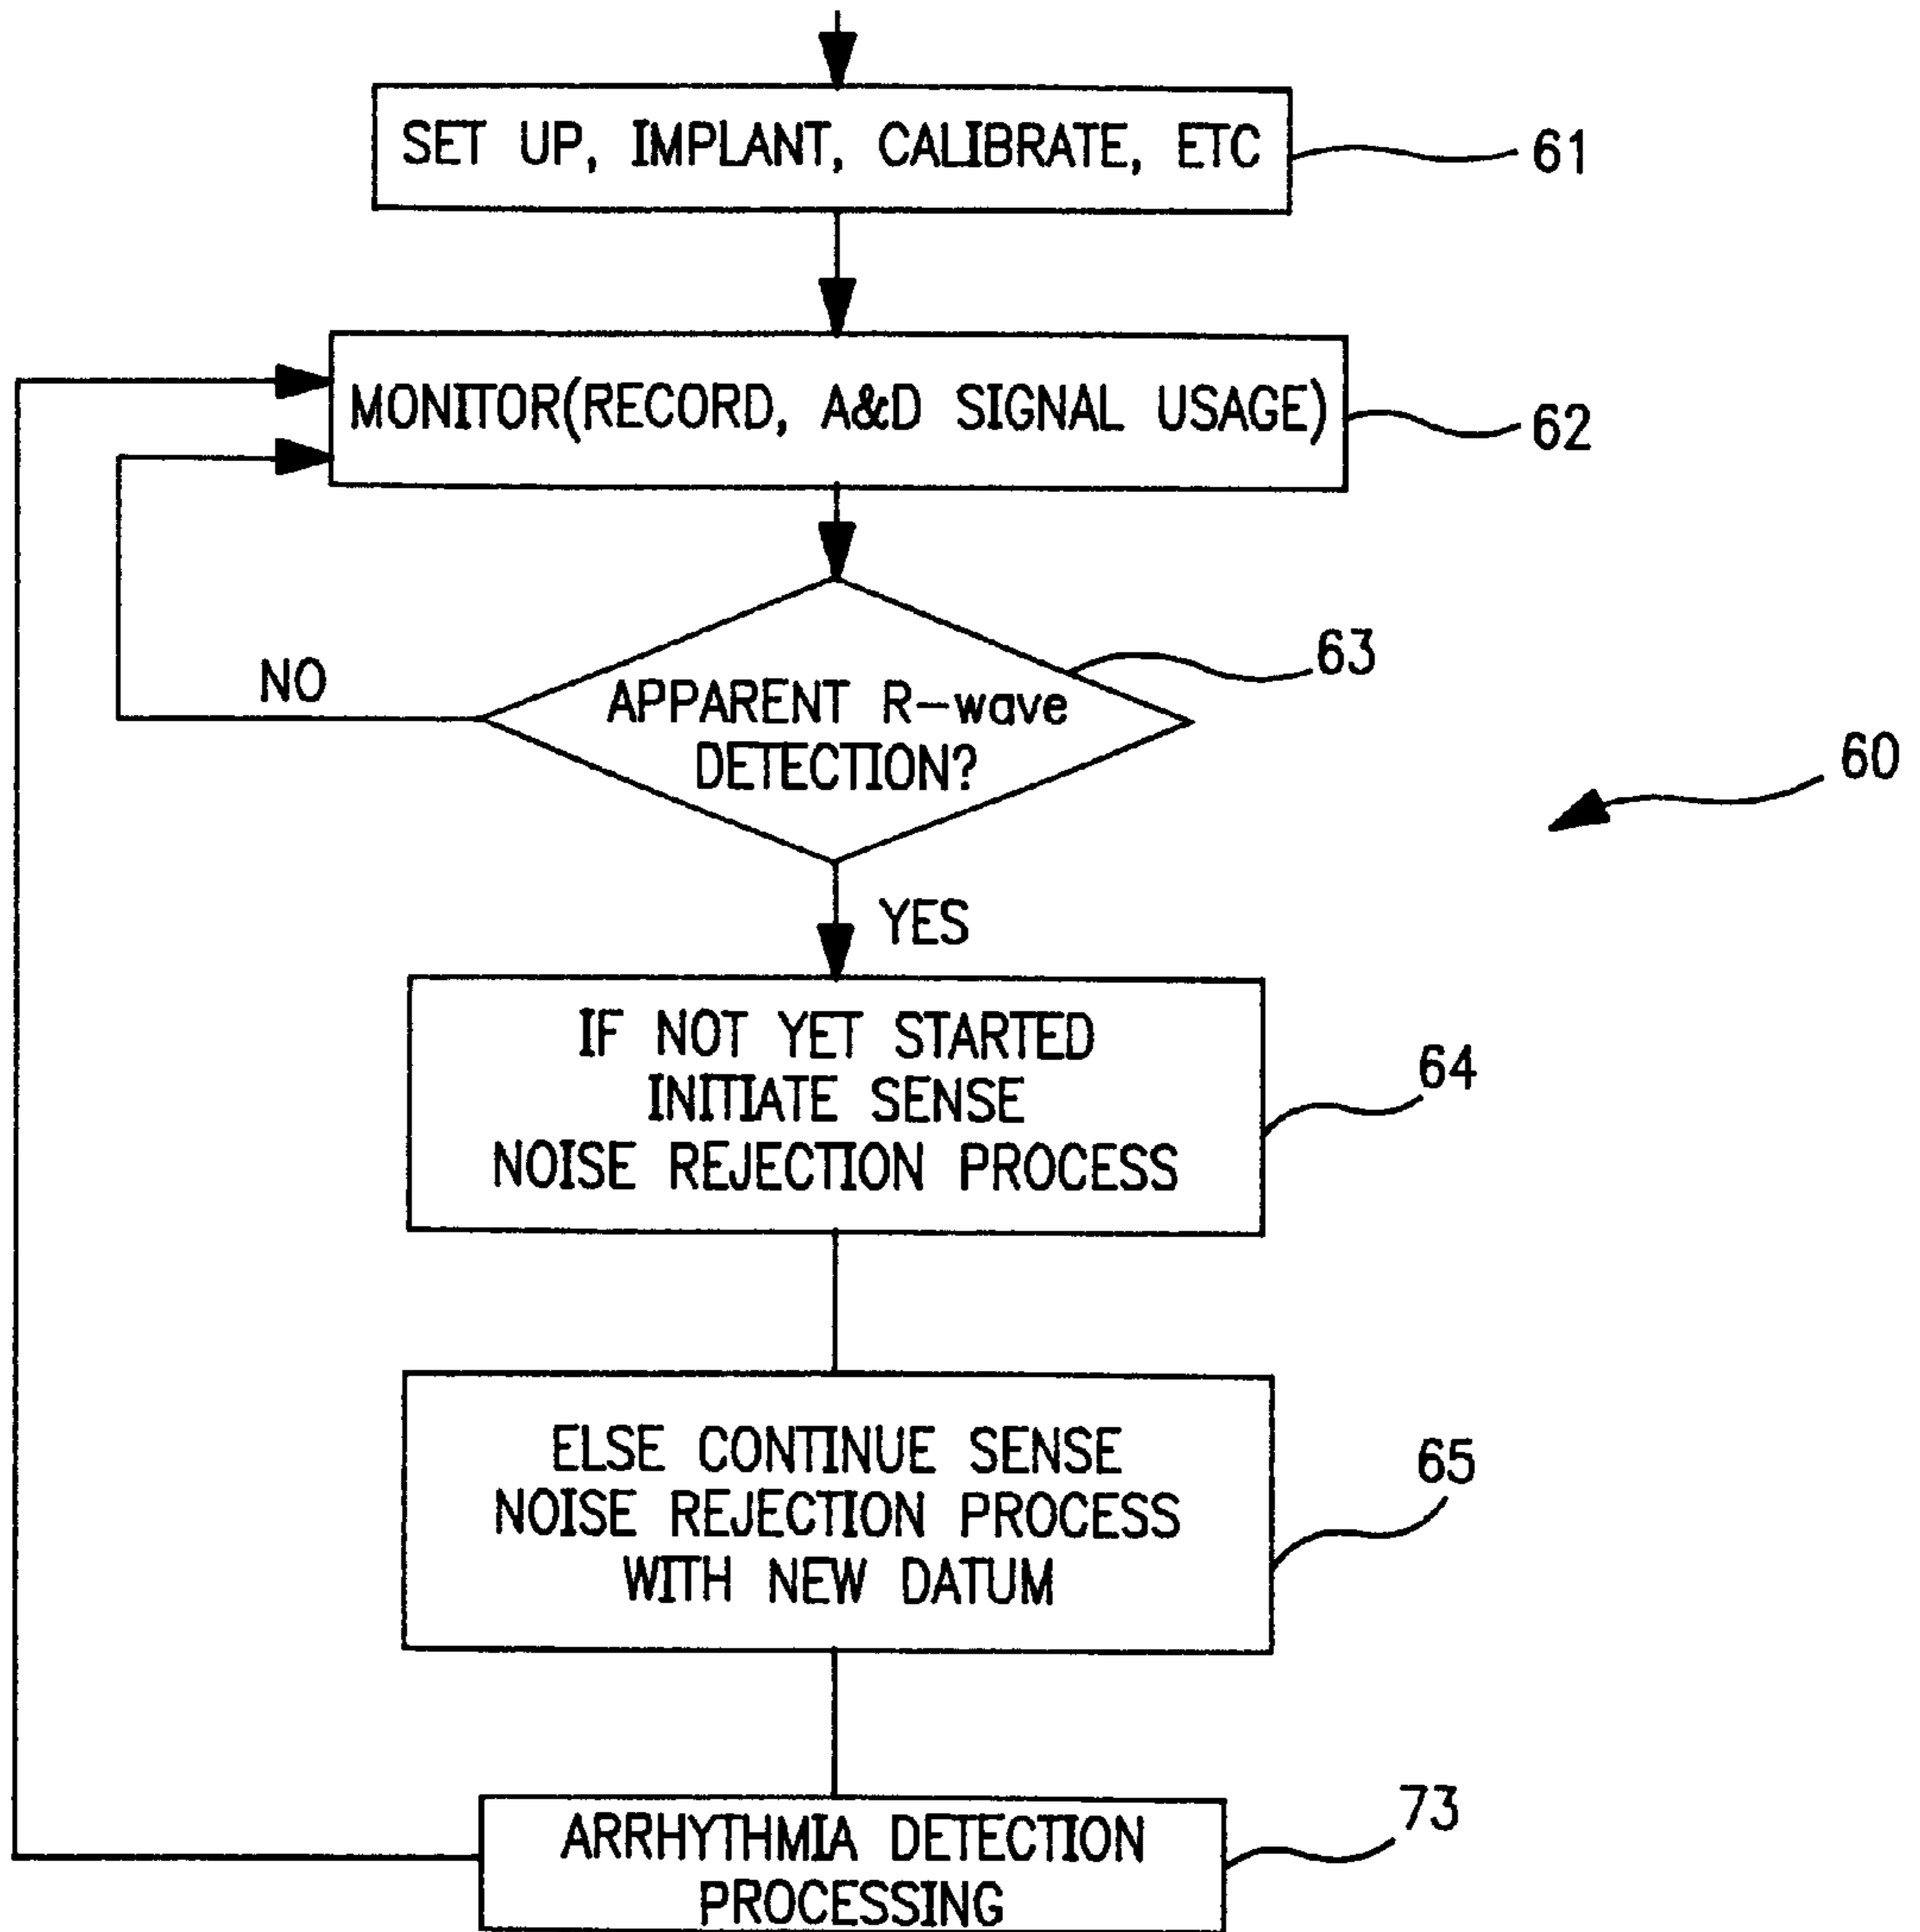 SET UP, IMPLANT, CALIBRATE, ETC
61
MONITOR(RECORD, A&D SIGNAL USAGE)
62
63
NO
APPARENT R-wave
DETECTION?
60
YES
IF NOT YET STARTED
INITIATE SENSE
NOISE REJECTION PROCESS
64
ELSE CONTINUE SENSE
NOISE REJECTION PROCESS
WITH NEW DATUM
65
ARRHYTHMIA DETECTION
PROCESSING
73